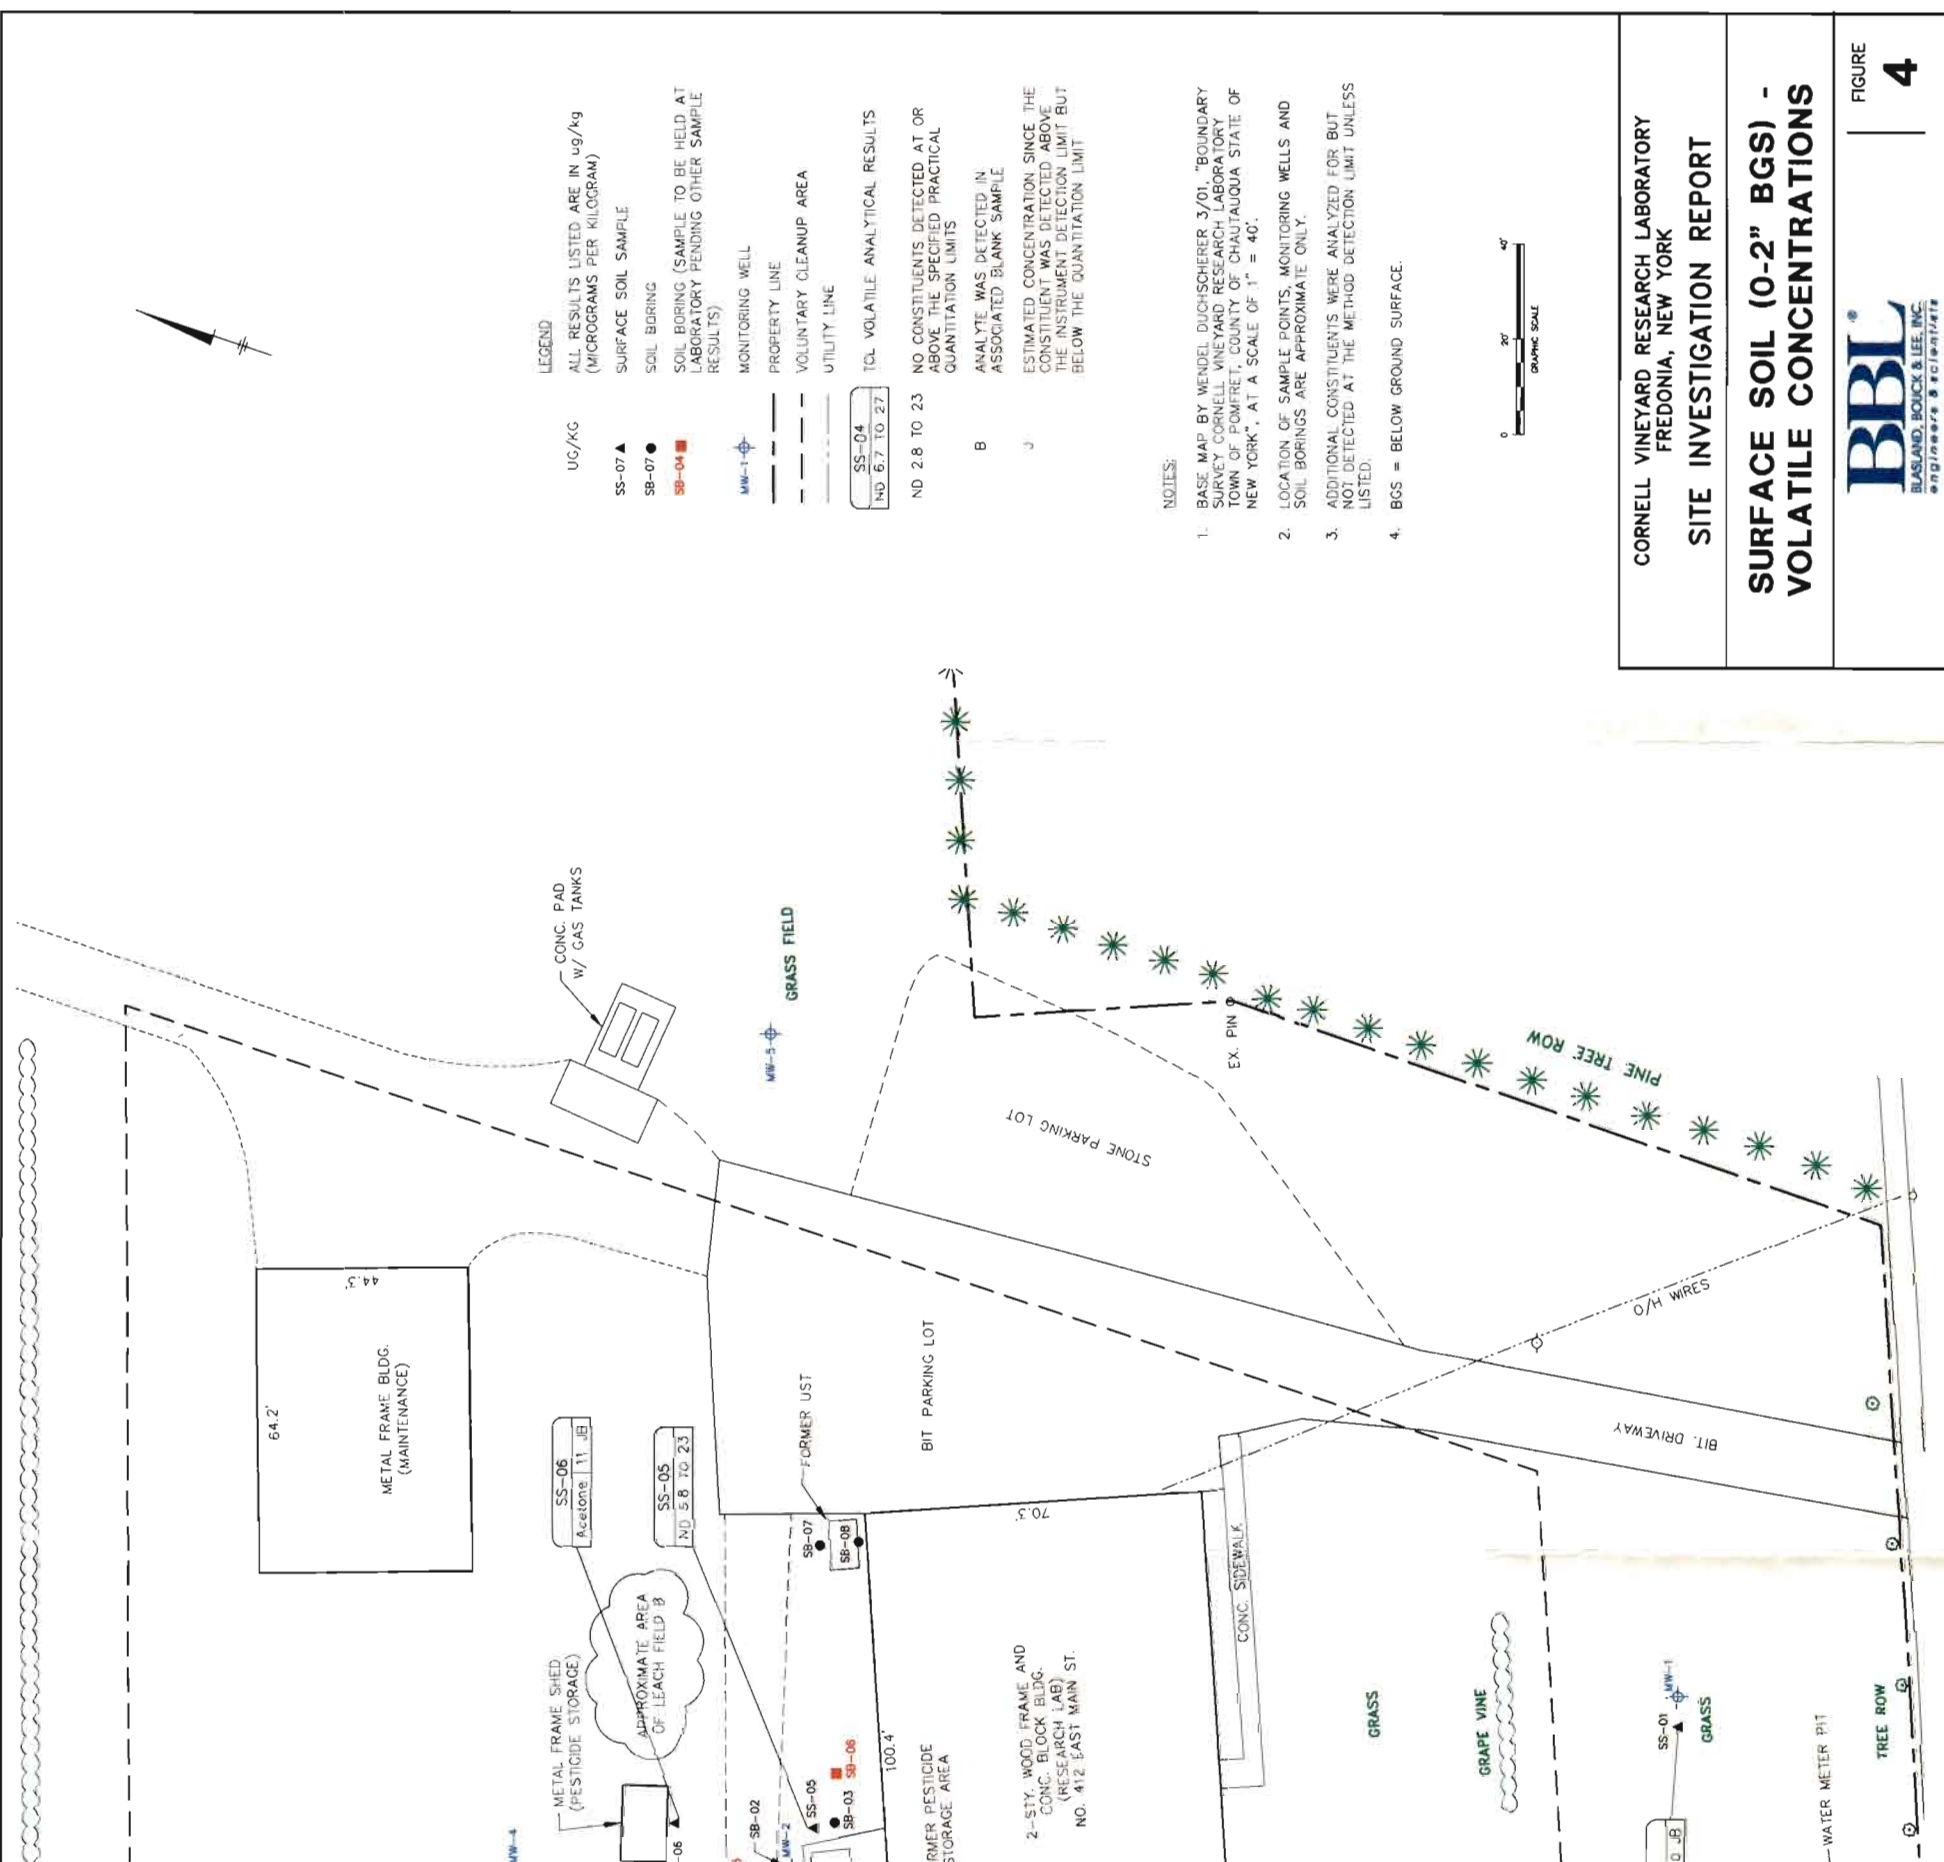 LEGEND
UG/KG
ALL RESULTS LISTED ARE IN ug/kg
(MICROGRAMS PER KILOGRAM)
SS-07
SURFACE SOIL SAMPLE
SB-07
SOIL BORING
SB-04
SOIL BORING (SAMPLE TO BE HELD AT
LABORATORY PENDING OTHER SAMPLE
RESULTS)
MW-1
MONITORING WELL
PROPERTY LINE
VOLUNTARY CLEANUP AREA
UTILITY LINE
SS-04
ND 6.7 TO 27
TCL VOLATILE ANALYTICAL RESULTS
ND 2.8 TO 23
NO CONSTITUENTS DETECTED AT OR
ABOVE THE SPECIFIED PRACTICAL
QUANTITATION LIMITS
B
ANALYTE WAS DETECTED IN
ASSOCIATED BLANK SAMPLE
J
ESTIMATED CONCENTRATION SINCE THE
CONSTITUENT WAS DETECTED ABOVE
THE INSTRUMENT DETECTION LIMIT BUT
BELOW THE QUANTITATION LIMIT
NOTES:
1. BASE MAP BY WENDEL DUCHSCHERER 3/01, "BOUNDARY
SURVEY CORNELL VINEYARD RESEARCH LABORATORY
TOWN OF POMFRET, COUNTY OF CHAUTAUQUA STATE OF
NEW YORK", AT A SCALE OF 1" = 40'.
2. LOCATION OF SAMPLE POINTS, MONITORING WELLS AND
SOIL BORINGS ARE APPROXIMATE ONLY.
3. ADDITIONAL CONSTITUENTS WERE ANALYZED FOR BUT
NOT DETECTED AT THE METHOD DETECTION LIMIT UNLESS
LISTED.
4. BGS = BELOW GROUND SURFACE.
0 20' 40'
GRAPHIC SCALE
CORNELL VINEYARD RESEARCH LABORATORY
FREDONIA, NEW YORK
SITE INVESTIGATION REPORT
SURFACE SOIL (0-2" BGS) -
VOLATILE CONCENTRATIONS
BBL®
BLASLAND, BOUCK & LEE, INC.
engineers & scientists
FIGURE
4
CONC. PAD
W/ GAS TANKS
GRASS FIELD
MW-5
EX. PIN
PINE TREE ROW
STONE PARKING LOT
44.3'
64.2'
METAL FRAME BLDG.
(MAINTENANCE)
SS-06
Acetone 11 JB
SS-05
ND 5.8 TO 23
FORMER UST
BIT PARKING LOT
O/H WIRES
BIT. DRIVEWAY
70.3'
SB-07
SB-08
CONC. SIDEWALK
METAL FRAME SHED
(PESTICIDE STORAGE)
APPROXIMATE AREA
OF LEACH FIELD B
MW-4
06
SB-02
MW-2
SS-05
SB-03
SB-06
100.4'
RMER PESTICIDE
STORAGE AREA
2-STY. WOOD FRAME AND
CONC. BLOCK BLDG.
(RESEARCH LAB)
NO. 412 EAST MAIN ST.
GRASS
GRAPE VINE
SS-01
MW-1
GRASS
JB
WATER METER PIT
TREE ROW